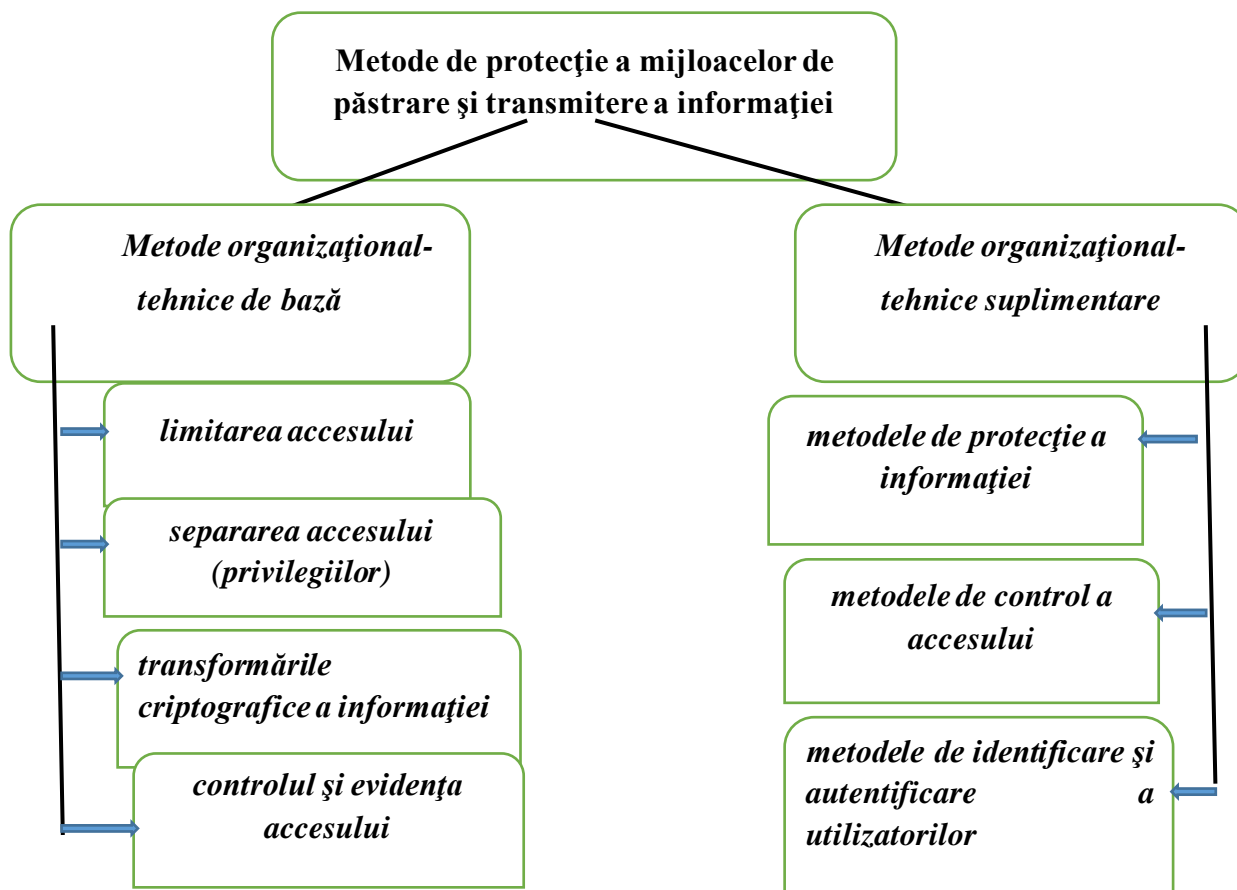 Metode de protecţie a mijloacelor de
păstrare şi transmitere a informaţiei
Metode organizaţional-
tehnice de bază
limitarea accesului
separarea accesului
(privilegiilor)
transformările
criptografice a informaţiei
controlul şi evidenţa
accesului
Metode organizaţional-
tehnice suplimentare
metodele de protecţie a
informaţiei
metodele de control a
accesului
metodele de identificare şi
autentificare a
utilizatorilor